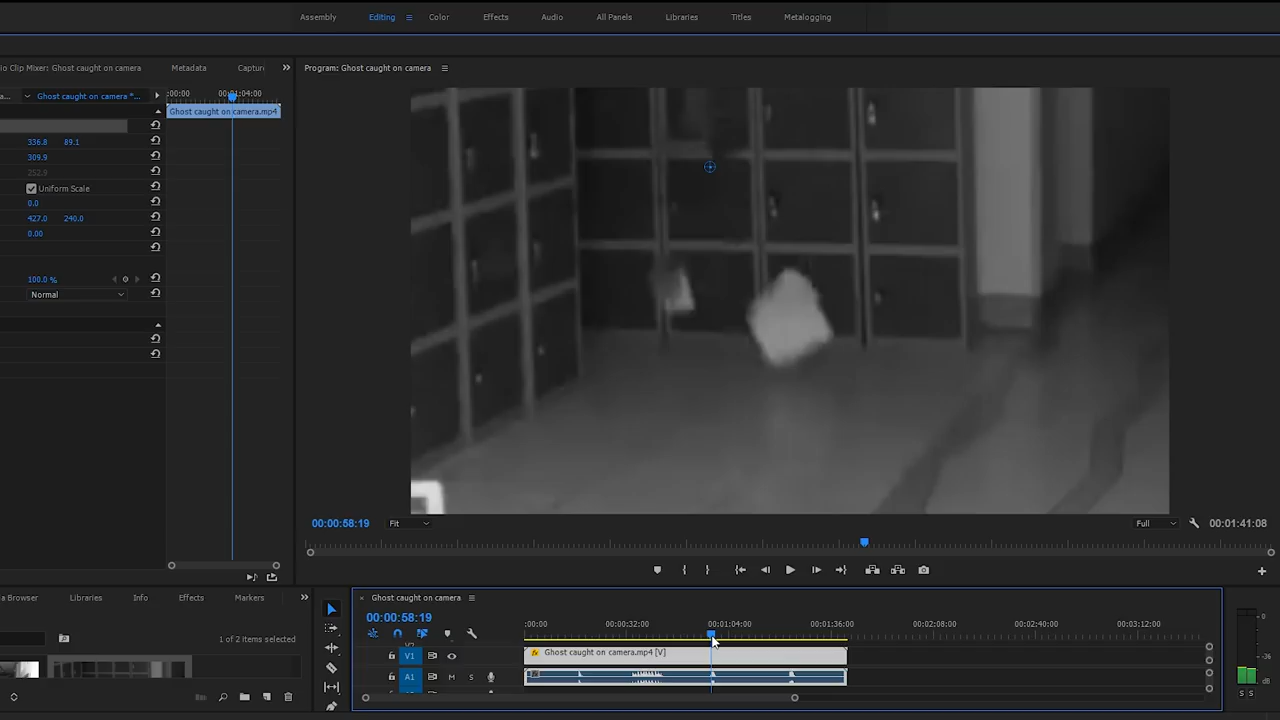 Assembly Editing Effects Color Audio All Panels Libraries Titles Metalogging
io Clip Mixer: Ghost caught on camera Metadata Captur
Program: Ghost caught on camera
a... Ghost caught on camera *...
:00:00 00:01:04:00
Ghost caught on camera.mp4
336.8 89.1
309.9
252.9
Uniform Scale
0.0
427.0 240.0
0.00
100.0 %
Normal
00:00:58:19 Fit Full 00:01:41:08
a Browser Libraries Info Effects Markers
1 of 2 Items selected
Ghost caught on camera
00:00:58:19
:00:00 00:00:32:00 00:01:04:00 00:01:36:00 00:02:08:00 00:02:40:00 00:03:12:00
V1 fx Ghost caught on camera.mp4 [V]
A1 M S
0
-36
dB
S S